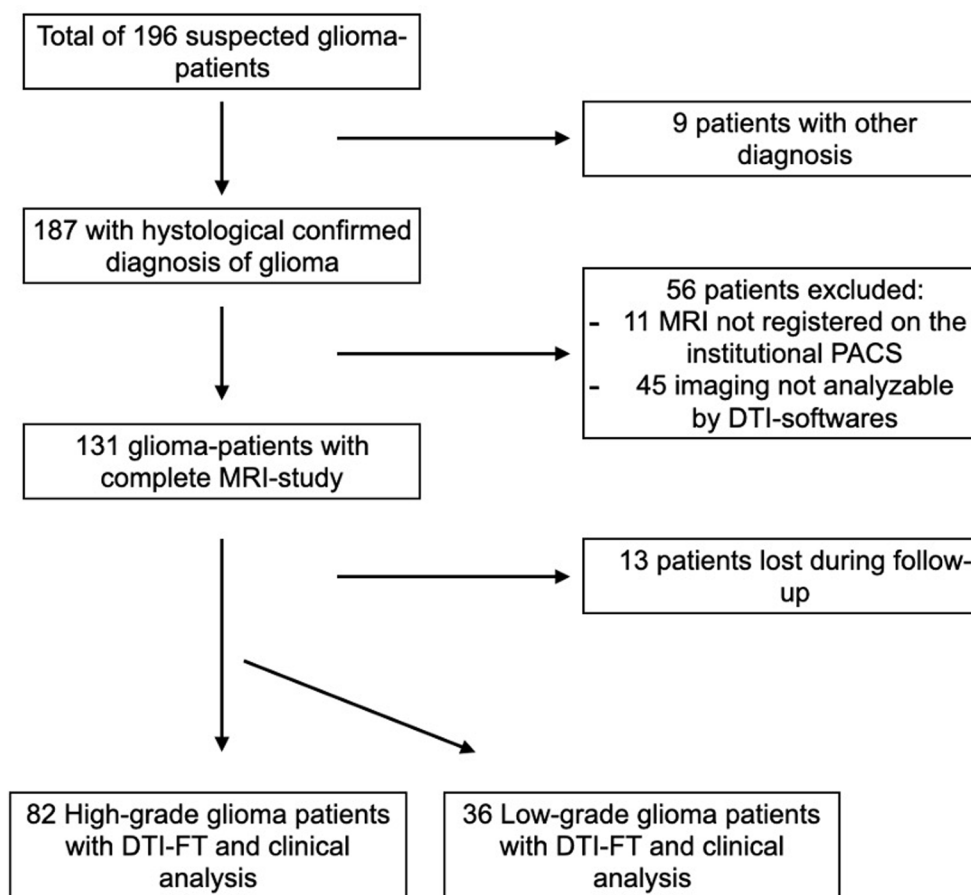 Total of 196 suspected glioma-
patients
9 patients with other
diagnosis
187 with hystological confirmed
diagnosis of glioma
56 patients excluded:
- 11 MRI not registered on the
institutional PACS
- 45 imaging not analyzable
by DTI-softwares
131 glioma-patients with
complete MRI-study
13 patients lost during follow-
up
82 High-grade glioma patients
with DTI-FT and clinical
analysis
36 Low-grade glioma patients
with DTI-FT and clinical
analysis